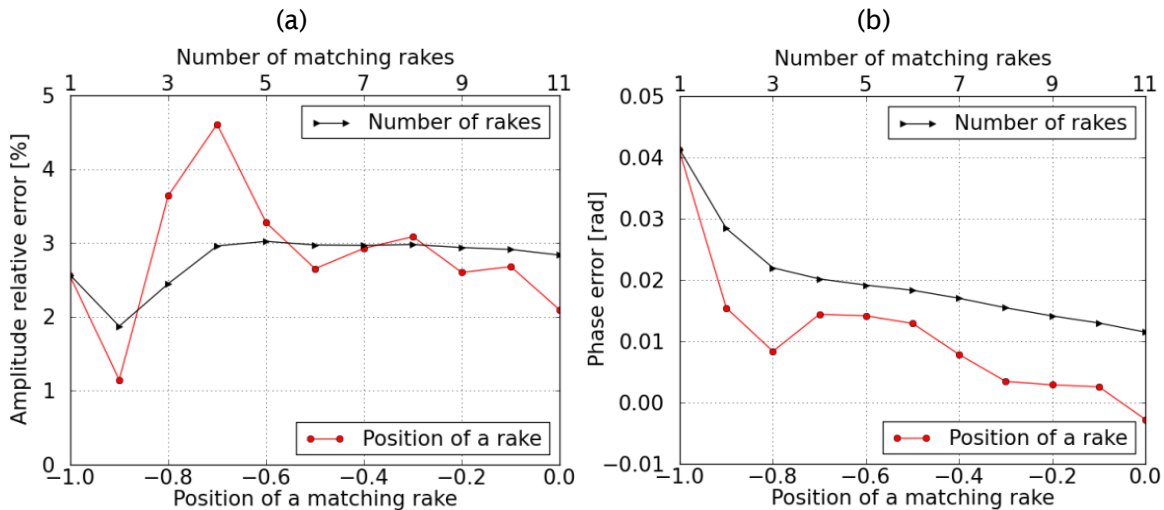 (a)
Number of matching rakes
1 3 5 7 9 11
Number of rakes
Amplitude relative error [%]
5
4
3
2
1
0
Position of a rake
−1.0 −0.8 −0.6 −0.4 −0.2 0.0
Position of a matching rake
(b)
Number of matching rakes
1 3 5 7 9 11
Number of rakes
Phase error [rad]
0.05
0.04
0.03
0.02
0.01
0.00
−0.01
Position of a rake
−1.0 −0.8 −0.6 −0.4 −0.2 0.0
Position of a matching rake